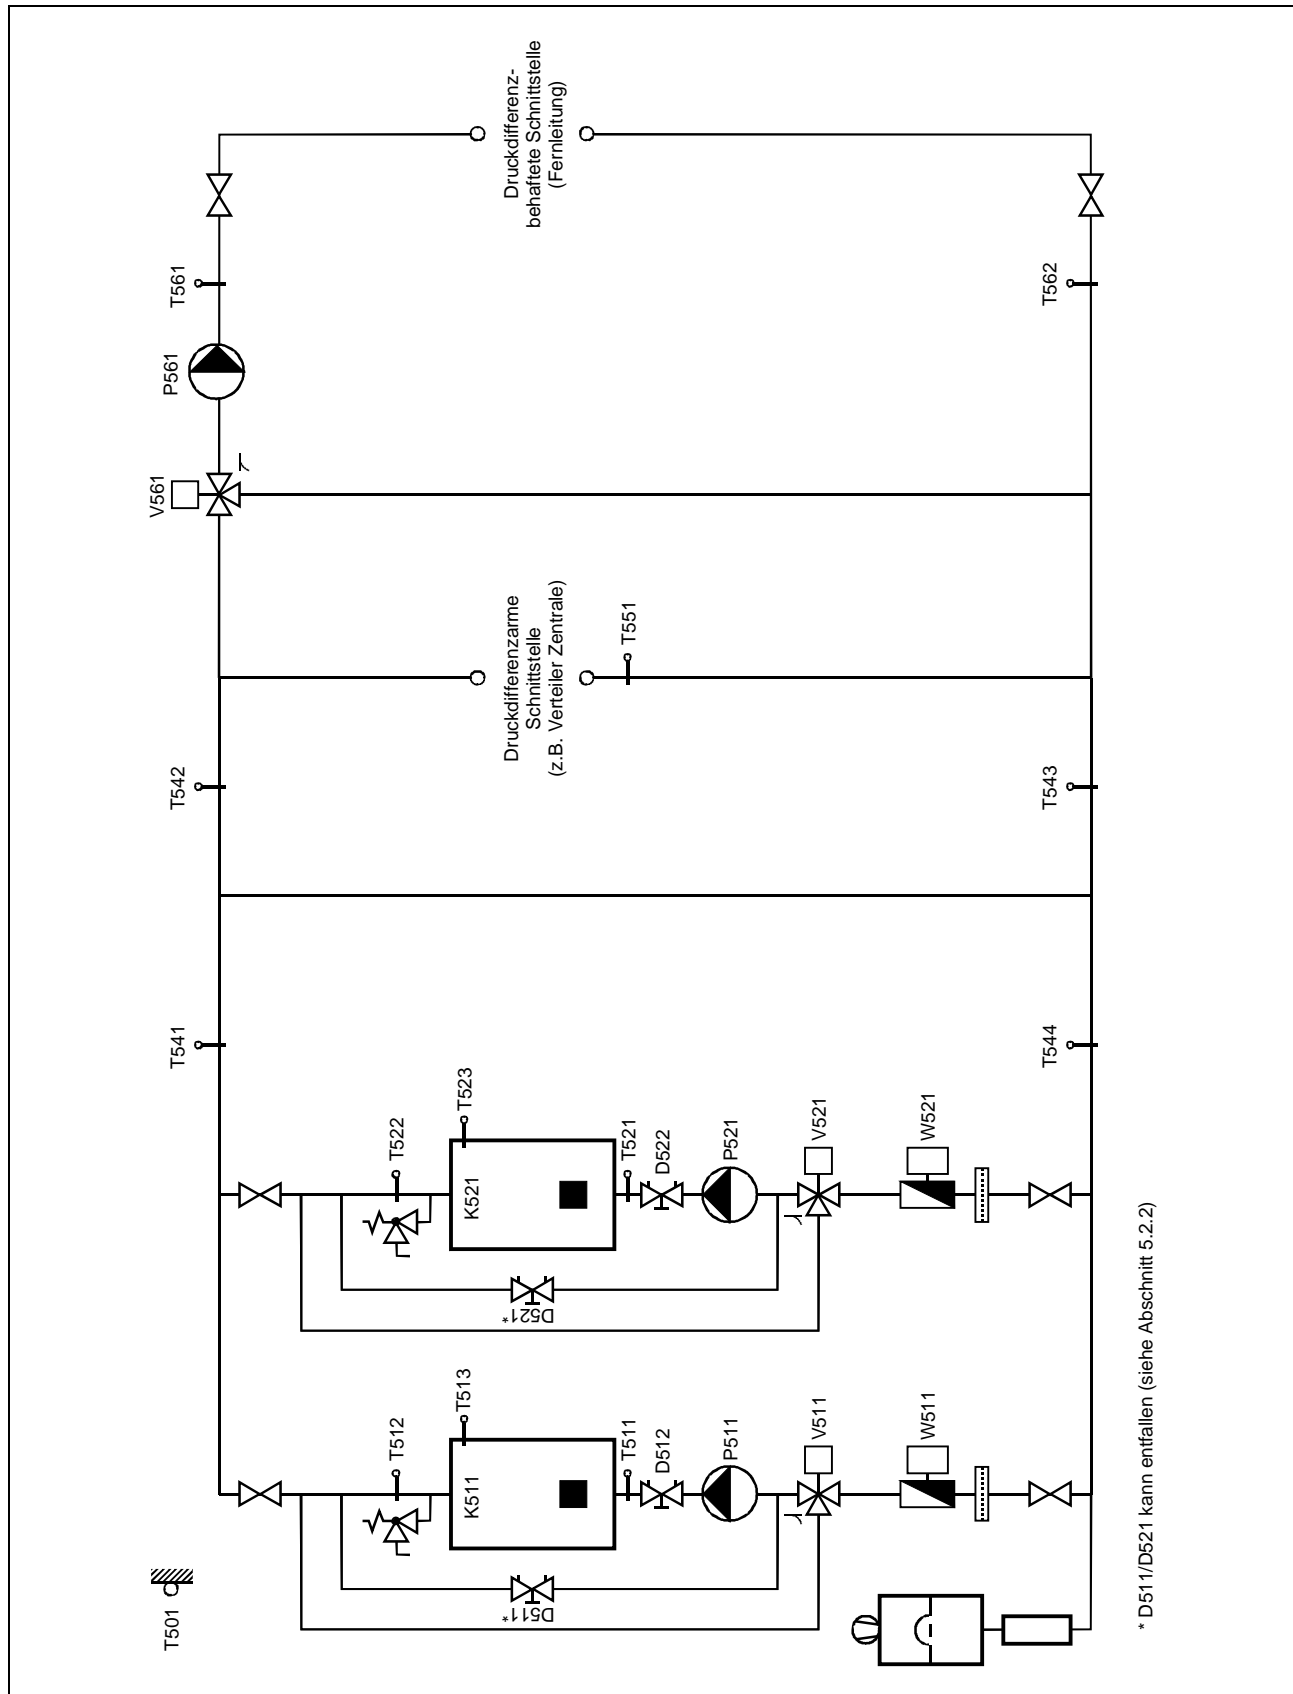 Druckdifferenz-
behaftete Schnittstelle
(Fernleitung)
T561
T562
P561
V561
Druckdifferenzarme
Schnittstelle
(z.B. Verteiler Zentrale)
T551
T542
T543
T541
T544
T522
T523
K521
T521
D522
P521
V521
W521
D521*
T512
T513
K511
T511
D512
P511
V511
W511
D511*
T501
* D511/D521 kann entfallen (siehe Abschnitt 5.2.2)